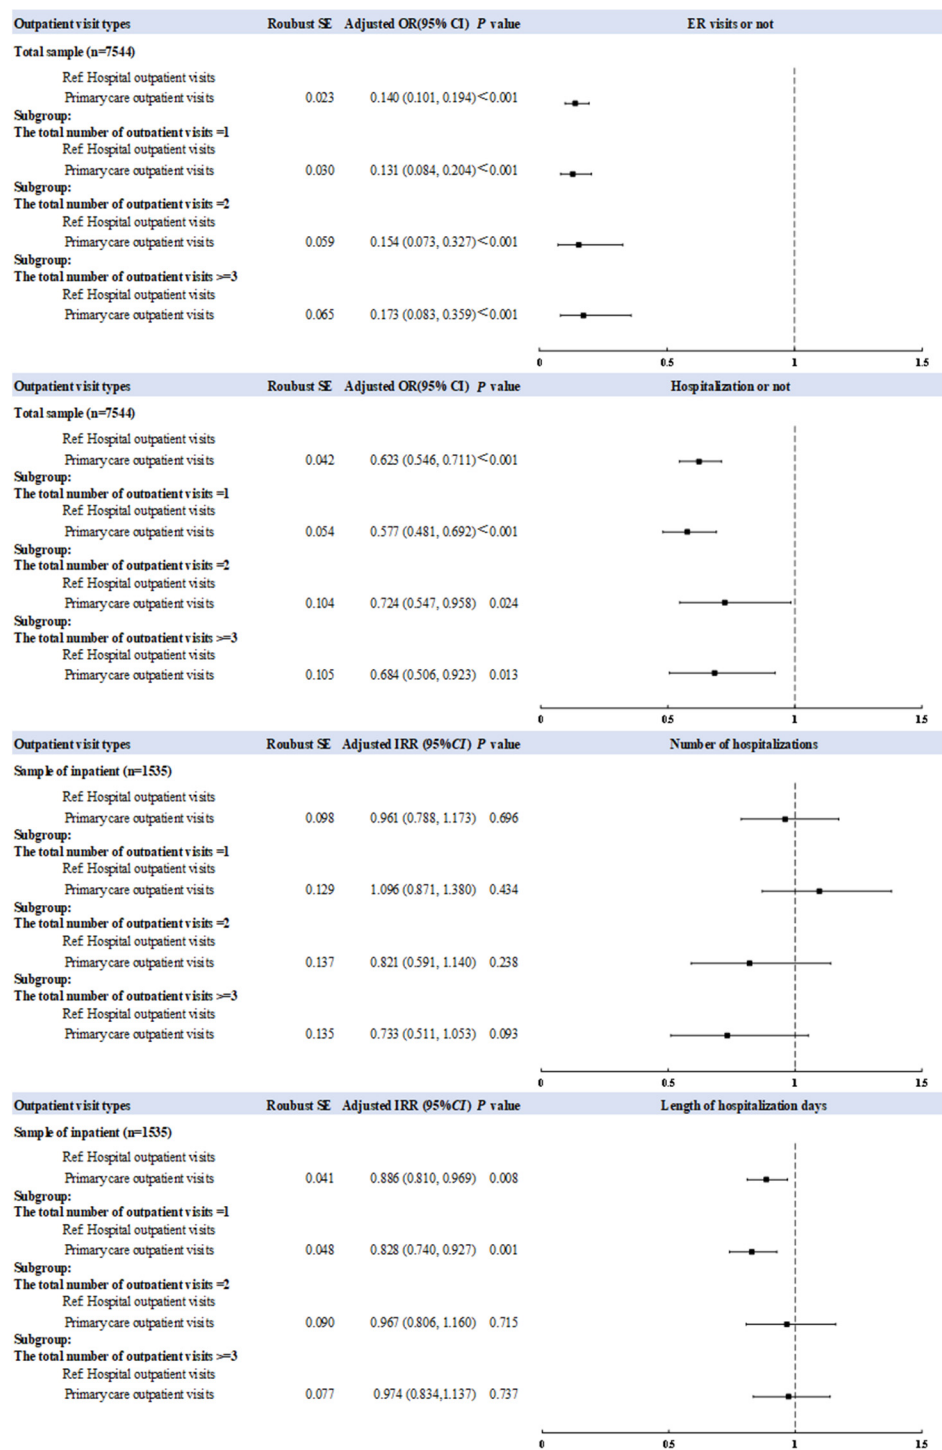 Outpatient visit types Roubust SE Adjusted OR(95% CI) P value ER visits or not
Total sample (n=7544)
Ref. Hospital outpatient visits
Primary care outpatient visits 0.023 0.140 (0.101, 0.194) <0.001
Subgroup:
The total number of outpatient visits =1
Ref. Hospital outpatient visits
Primary care outpatient visits 0.030 0.131 (0.084, 0.204) <0.001
Subgroup:
The total number of outpatient visits =2
Ref. Hospital outpatient visits
Primary care outpatient visits 0.059 0.154 (0.073, 0.327) <0.001
Subgroup:
The total number of outpatient visits >=3
Ref. Hospital outpatient visits
Primary care outpatient visits 0.065 0.173 (0.083, 0.359) <0.001
0 0.5 1 1.5
Outpatient visit types Roubust SE Adjusted OR(95% CI) P value Hospitalization or not
Total sample (n=7544)
Ref. Hospital outpatient visits
Primary care outpatient visits 0.042 0.623 (0.546, 0.711) <0.001
Subgroup:
The total number of outpatient visits =1
Ref. Hospital outpatient visits
Primary care outpatient visits 0.054 0.577 (0.481, 0.692) <0.001
Subgroup:
The total number of outpatient visits =2
Ref. Hospital outpatient visits
Primary care outpatient visits 0.104 0.724 (0.547, 0.958) 0.024
Subgroup:
The total number of outpatient visits >=3
Ref. Hospital outpatient visits
Primary care outpatient visits 0.105 0.684 (0.506, 0.923) 0.013
0 0.5 1 1.5
Outpatient visit types Roubust SE Adjusted IRR (95%CI) P value Number of hospitalizations
Sample of inpatient (n=1535)
Ref. Hospital outpatient visits
Primary care outpatient visits 0.098 0.961 (0.788, 1.173) 0.696
Subgroup:
The total number of outpatient visits =1
Ref. Hospital outpatient visits
Primary care outpatient visits 0.129 1.096 (0.871, 1.380) 0.434
Subgroup:
The total number of outpatient visits =2
Ref. Hospital outpatient visits
Primary care outpatient visits 0.137 0.821 (0.591, 1.140) 0.238
Subgroup:
The total number of outpatient visits >=3
Ref. Hospital outpatient visits
Primary care outpatient visits 0.135 0.733 (0.511, 1.053) 0.093
0 0.5 1 1.5
Outpatient visit types Roubust SE Adjusted IRR (95%CI) P value Length of hospitalization days
Sample of inpatient (n=1535)
Ref. Hospital outpatient visits
Primary care outpatient visits 0.041 0.886 (0.810, 0.969) 0.008
Subgroup:
The total number of outpatient visits =1
Ref. Hospital outpatient visits
Primary care outpatient visits 0.048 0.828 (0.740, 0.927) 0.001
Subgroup:
The total number of outpatient visits =2
Ref. Hospital outpatient visits
Primary care outpatient visits 0.090 0.967 (0.806, 1.160) 0.715
Subgroup:
The total number of outpatient visits >=3
Ref. Hospital outpatient visits
Primary care outpatient visits 0.077 0.974 (0.834,1.137) 0.737
0 0.5 1 1.5